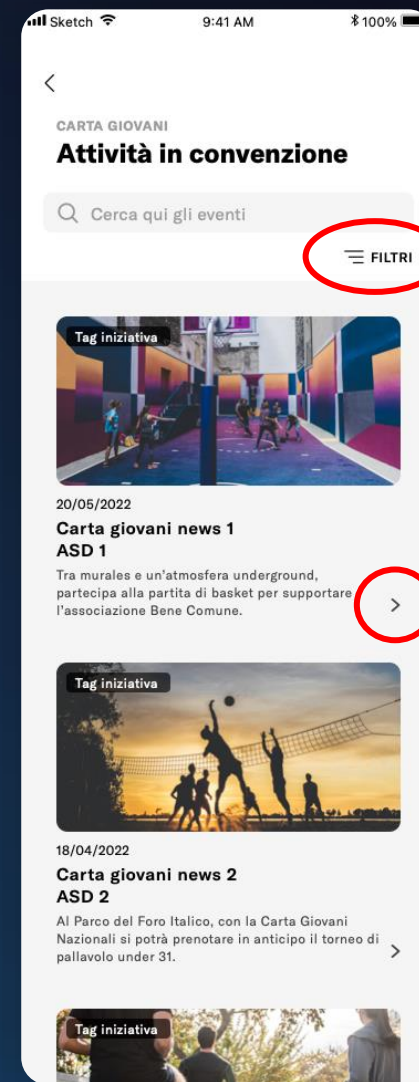 Sketch
9:41 AM
100%
CARTA GIOVANI
Attività in convenzione
Cerca qui gli eventi
FILTRI
Tag iniziativa
20/05/2022
Carta giovani news 1
ASD 1
Tra murales e un'atmosfera underground,
partecipa alla partita di basket per supportare
l'associazione Bene Comune.
Tag iniziativa
18/04/2022
Carta giovani news 2
ASD 2
Al Parco del Foro Italico, con la Carta Giovani
Nazionali si potrà prenotare in anticipo il torneo di
pallavolo under 31.
Tag iniziativa